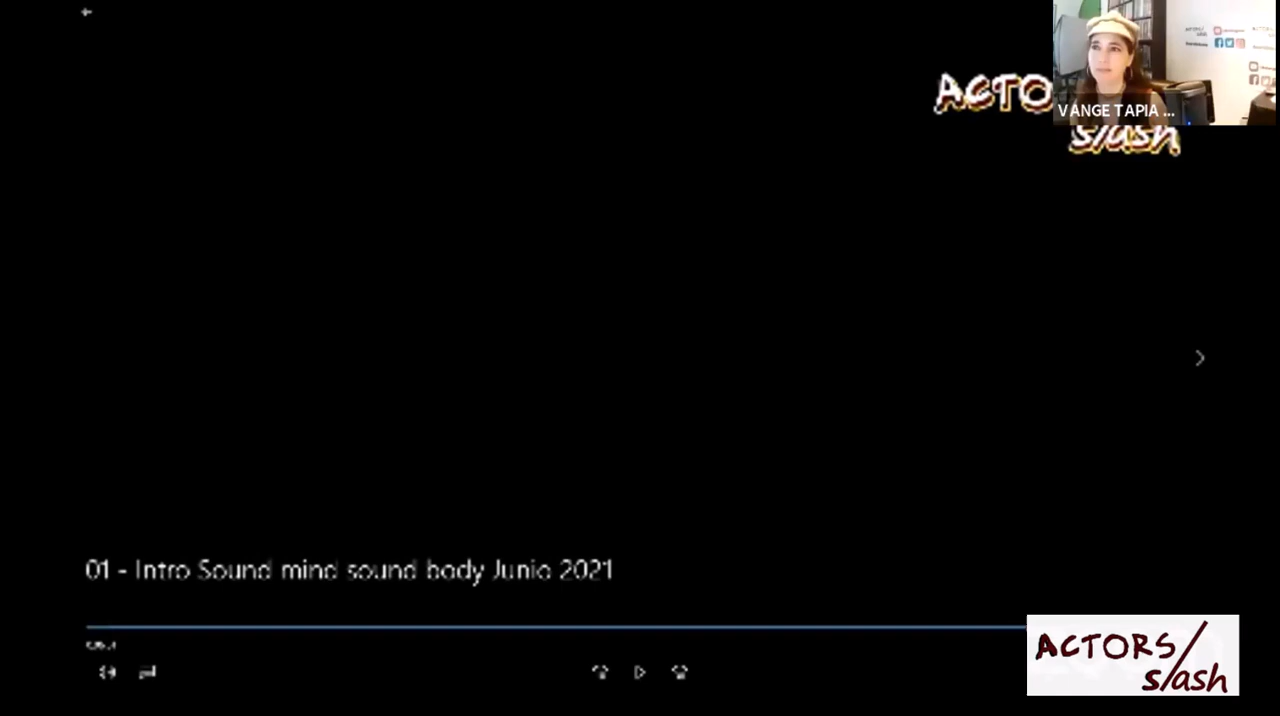 ACTO
slash
VANGE TAPIA ...
01 - Intro Sound mind sound body Junio 2021
ACTORS/
slash